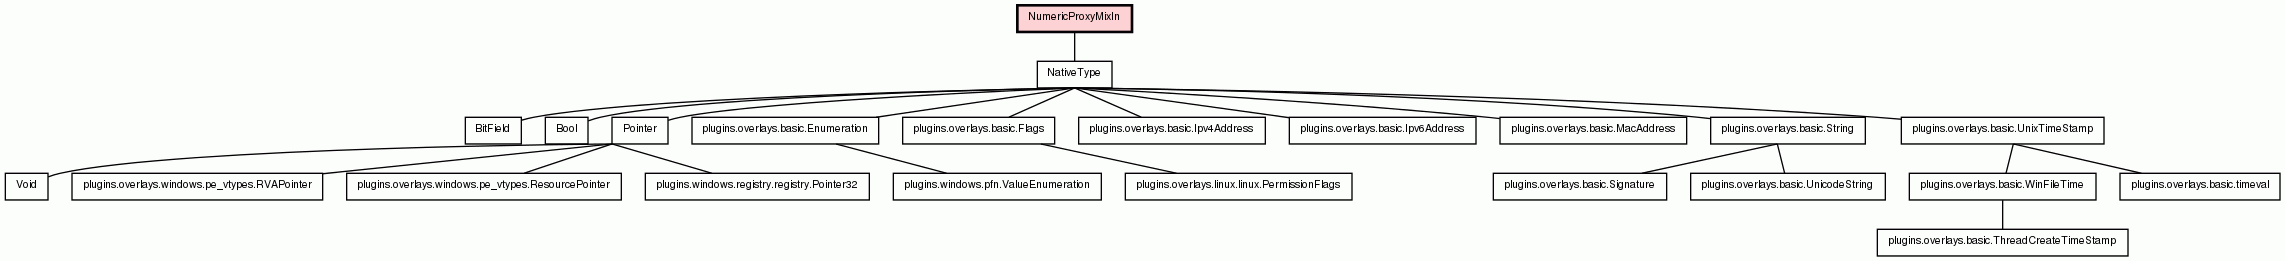 NumericProxyMixIn
NativeType
BitField
Bool
Pointer
plugins.overlays.basic.Enumeration
plugins.overlays.basic.Flags
plugins.overlays.basic.Ipv4Address
plugins.overlays.basic.Ipv6Address
plugins.overlays.basic.MacAddress
plugins.overlays.basic.String
plugins.overlays.basic.UnixTimeStamp
Void
plugins.overlays.windows.pe_vtypes.RVAPointer
plugins.overlays.windows.pe_vtypes.ResourcePointer
plugins.windows.registry.registry.Pointer32
plugins.windows.pfn.ValueEnumeration
plugins.overlays.linux.linux.PermissionFlags
plugins.overlays.basic.Signature
plugins.overlays.basic.UnicodeString
plugins.overlays.basic.WinFileTime
plugins.overlays.basic.timeval
plugins.overlays.basic.ThreadCreateTimeStamp